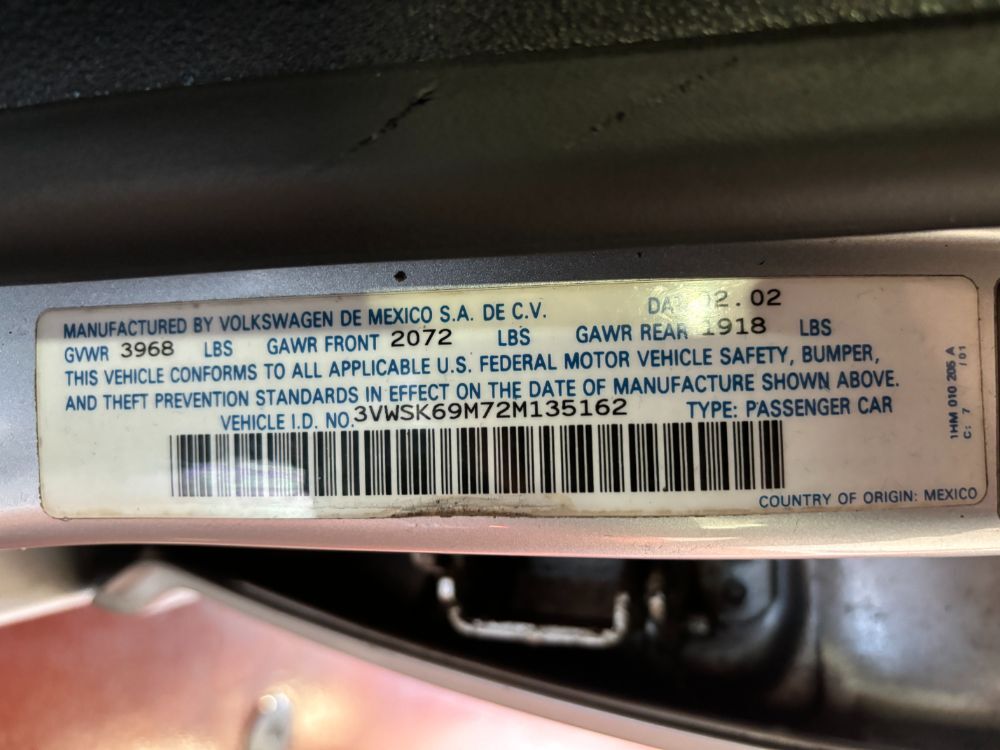 MANUFACTURED BY VOLKSWAGEN DE MEXICO S.A. DE C.V. 02.02
GVWR 3968 LBS GAWR FRONT 2072 LBS GAWR REAR 1918 LBS
THIS VEHICLE CONFORMS TO ALL APPLICABLE U.S. FEDERAL MOTOR VEHICLE SAFETY, BUMPER,
AND THEFT PREVENTION STANDARDS IN EFFECT ON THE DATE OF MANUFACTURE SHOWN ABOVE.
VEHICLE I.D. NO. 3VWSK69M72M135162 TYPE: PASSENGER CAR
COUNTRY OF ORIGIN: MEXICO
1HM 010 205 A
C: 7 /01